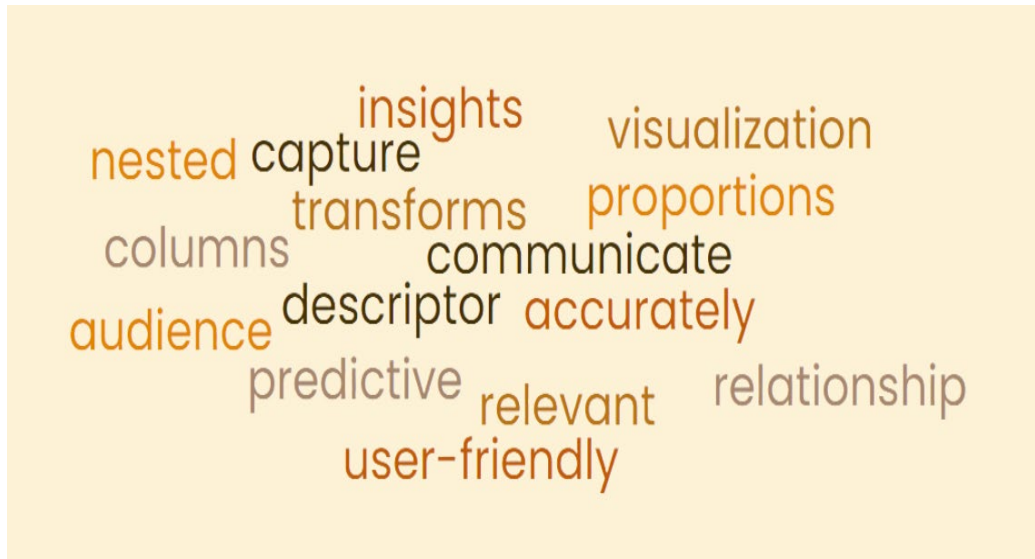 insights
visualization
nested capture
transforms
proportions
columns
communicate
descriptor
accurately
audience
predictive
relevant
relationship
user-friendly